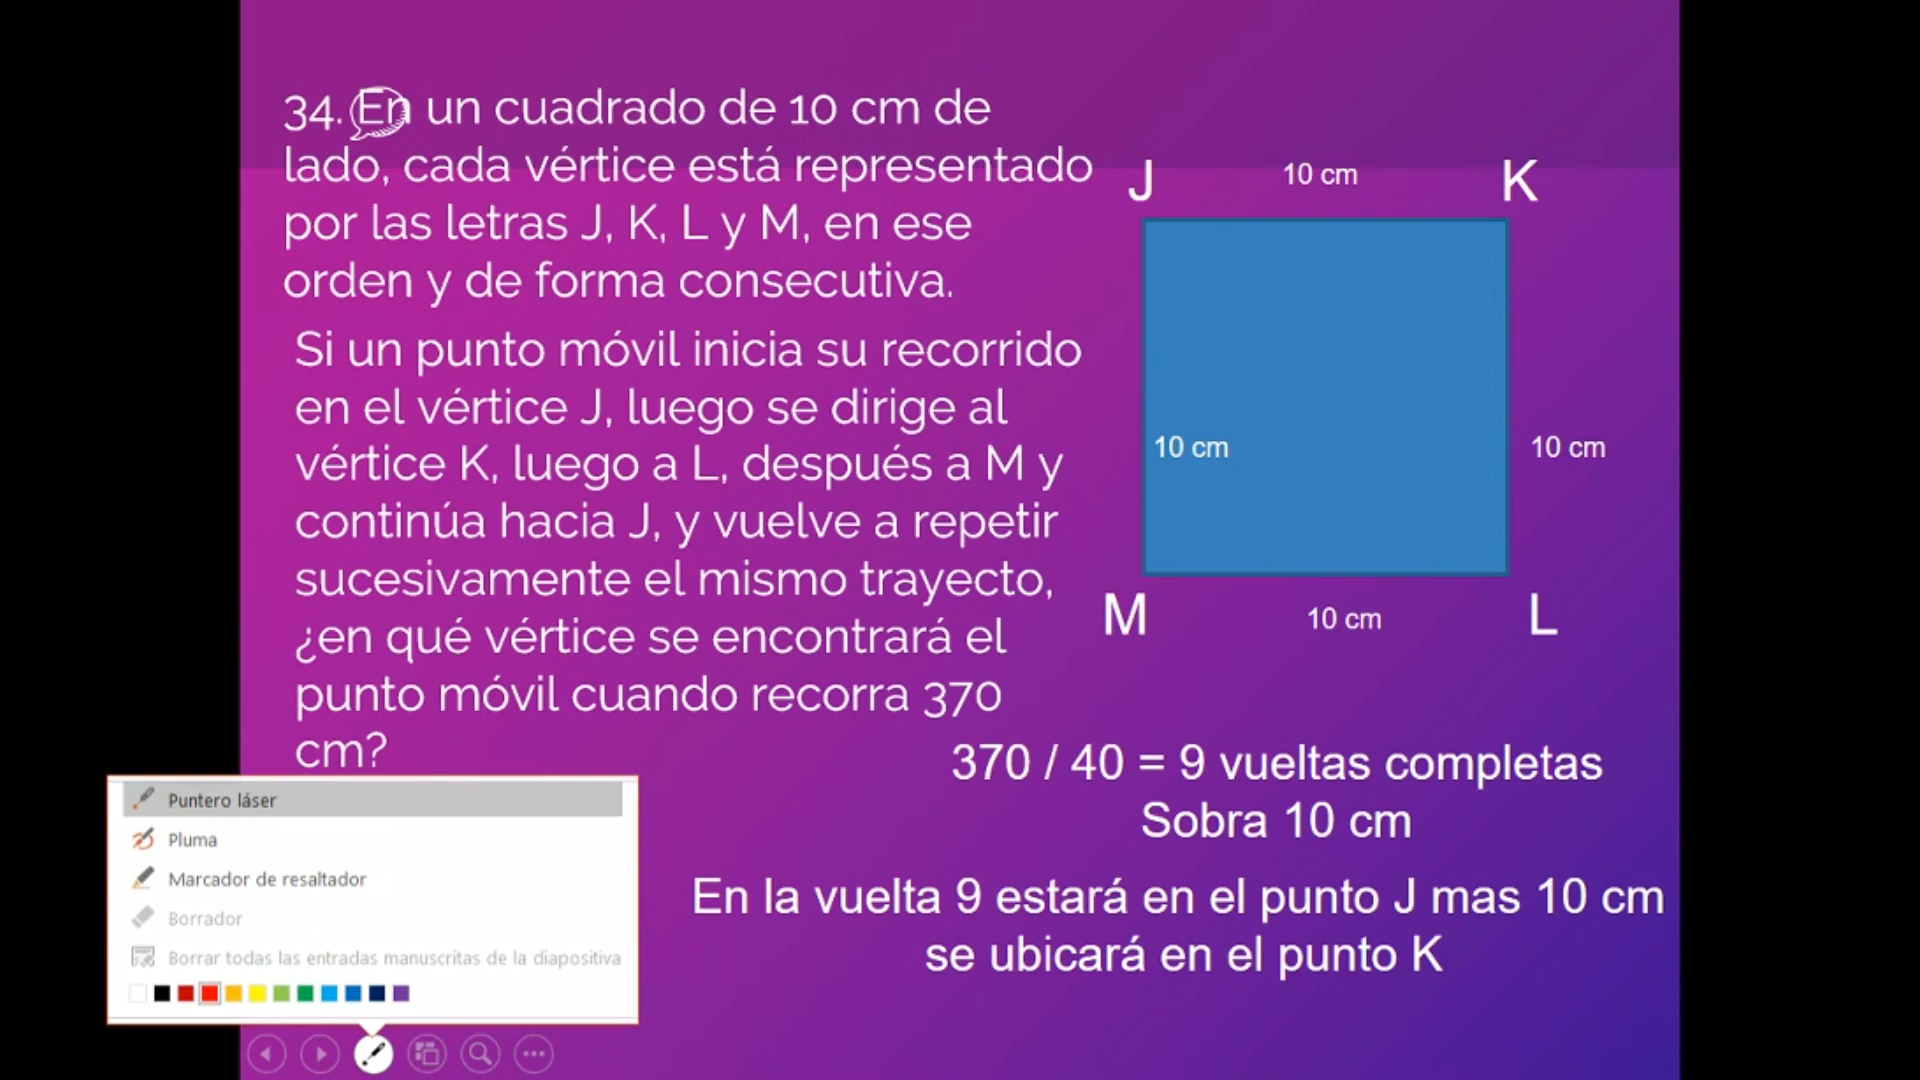 34. En un cuadrado de 10 cm de
lado, cada vértice está representado
por las letras J, K, L y M, en ese
orden y de forma consecutiva.
Si un punto móvil inicia su recorrido
en el vértice J, luego se dirige al
vértice K, luego a L, después a M y
continúa hacia J, y vuelve a repetir
sucesivamente el mismo trayecto,
¿en qué vértice se encontrará el
punto móvil cuando recorra 370
cm?
J 10 cm K
10 cm 10 cm
M 10 cm L
370 / 40 = 9 vueltas completas
Sobra 10 cm
En la vuelta 9 estará en el punto J mas 10 cm
se ubicará en el punto K
Puntero láser
Pluma
Marcador de resaltador
Borrador
Borrar todas las entradas manuscritas de la diapositiva